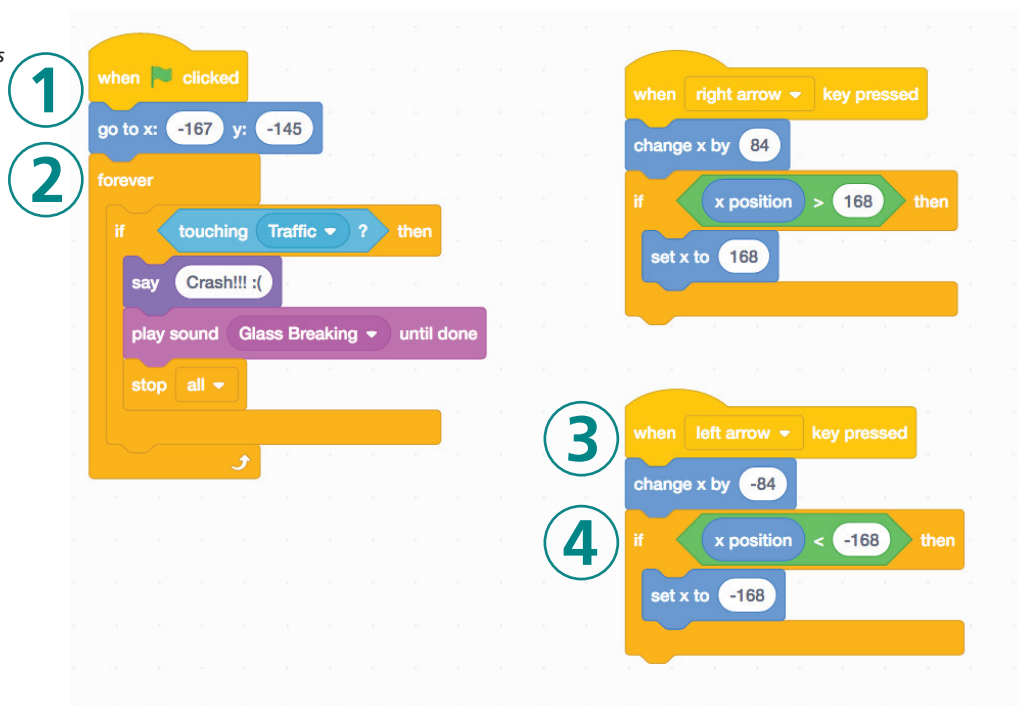 s
1
when clicked
go to x: -167 y: -145
2
forever
if touching Traffic ? then
say Crash!!! :(
play sound Glass Breaking until done
stop all
when right arrow key pressed
change x by 84
if x position > 168 then
set x to 168
3
when left arrow key pressed
change x by -84
4
if x position < -168 then
set x to -168